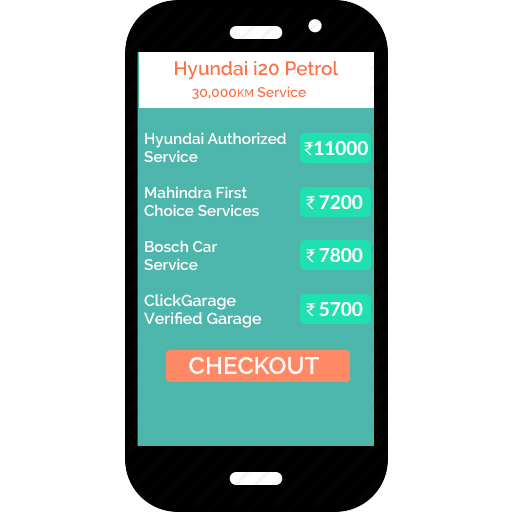 Hyundai i20 Petrol
30,000KM Service
Hyundai Authorized
Service
₹11000
Mahindra First
Choice Services
₹ 7200
Bosch Car
Service
₹ 7800
ClickGarage
Verified Garage
₹ 5700
CHECKOUT